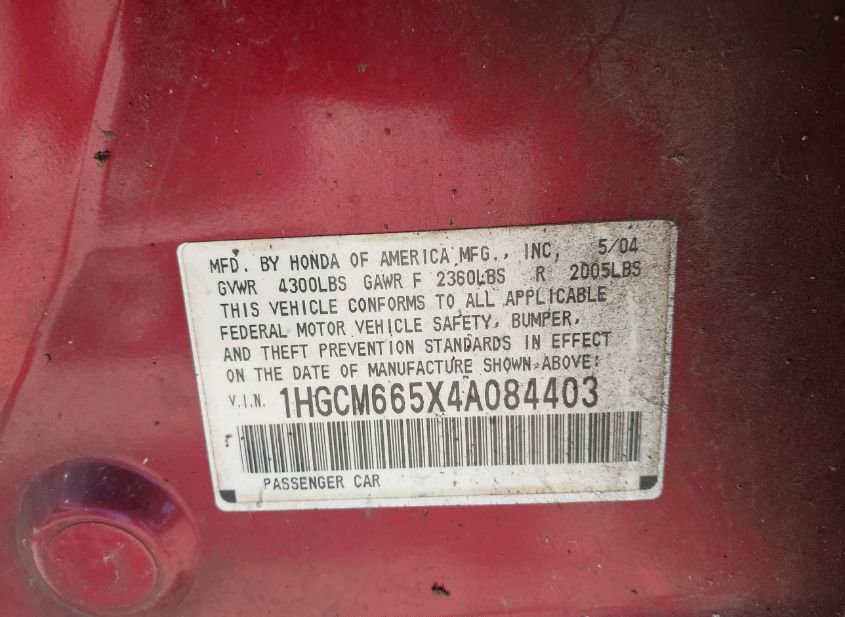 MFD. BY HONDA OF AMERICA MFG., INC, 5/04
GVWR 4300LBS GAWR F 2360LBS R 2005LBS
THIS VEHICLE CONFORMS TO ALL APPLICABLE
FEDERAL MOTOR VEHICLE SAFETY, BUMPER,
AND THEFT PREVENTION STANDARDS IN EFFECT
ON THE DATE OF MANUFACTURE SHOWN ABOVE:
V.I.N. 1HGCM665X4A084403
PASSENGER CAR